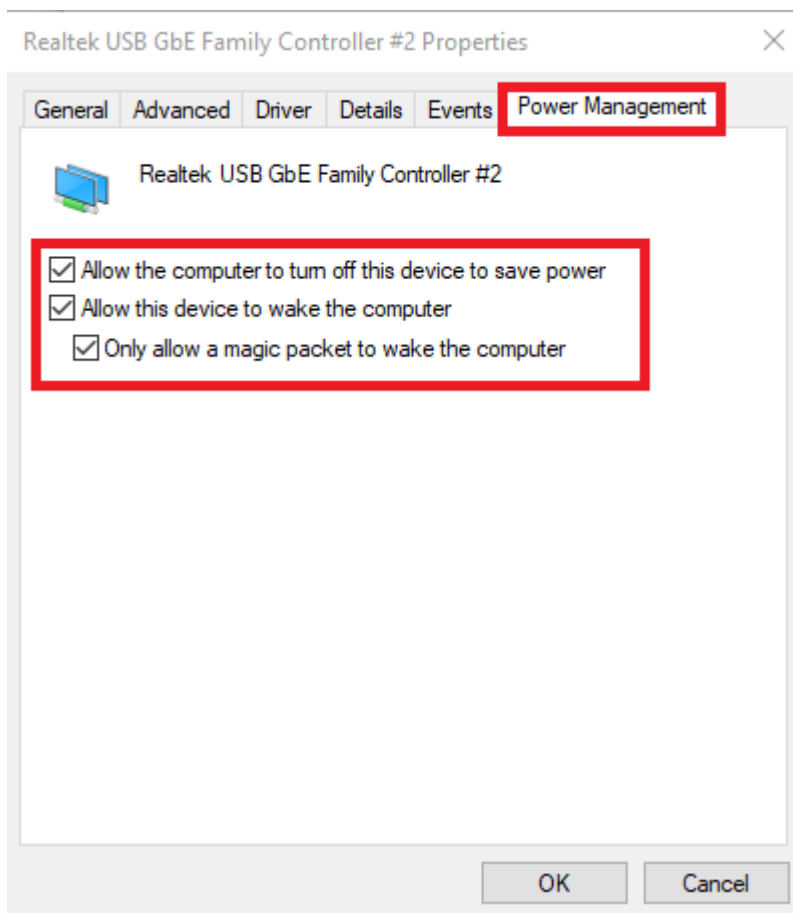 Realtek USB GbE Family Controller #2 Properties
General Advanced Driver Details Events Power Management
Realtek USB GbE Family Controller #2
Allow the computer to turn off this device to save power
Allow this device to wake the computer
Only allow a magic packet to wake the computer
OK Cancel